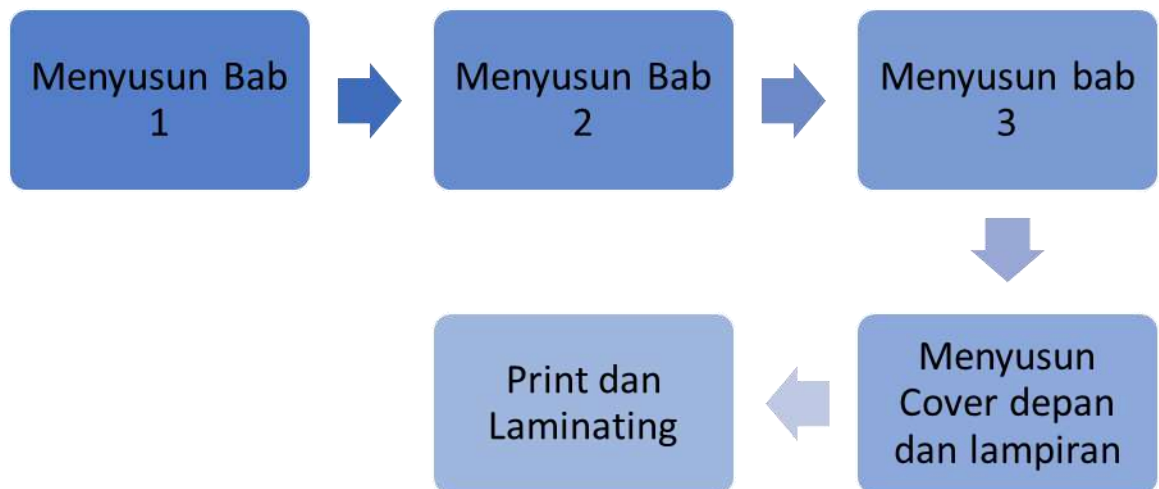 Menyusun Bab
1
Menyusun Bab
2
Menyusun bab
3
Menyusun
Cover depan
dan lampiran
Print dan
Laminating